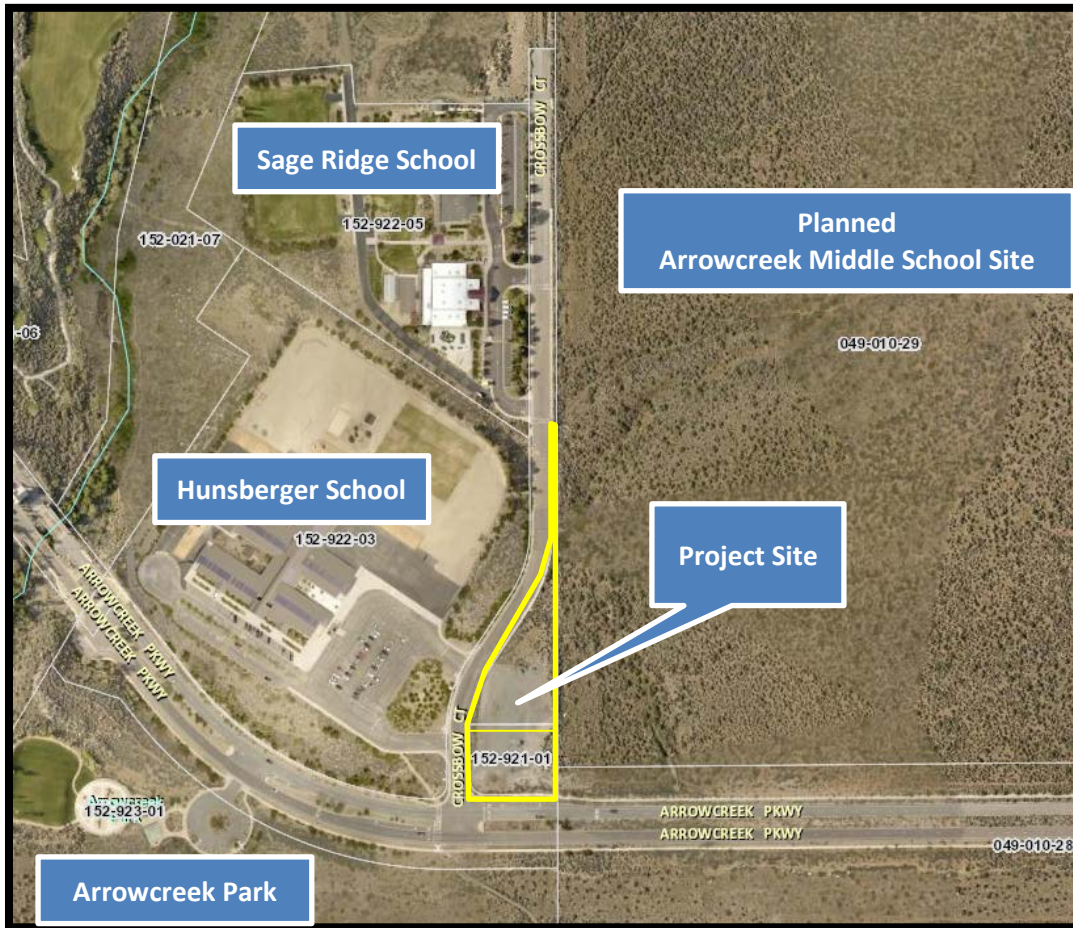 CROSSBOW CT
Sage Ridge School
152-922-05
152-021-07
Planned
Arrowcreek Middle School Site
-06
049-010-29
Hunsberger School
152-922-03
Project Site
ARROWCREEK PKWY
ARROWCREEK PKWY
CROSSBOW CT
152-921-01
Arrowcreek
152-923-01
ARROWCREEK PKWY
ARROWCREEK PKWY
049-010-28
Arrowcreek Park